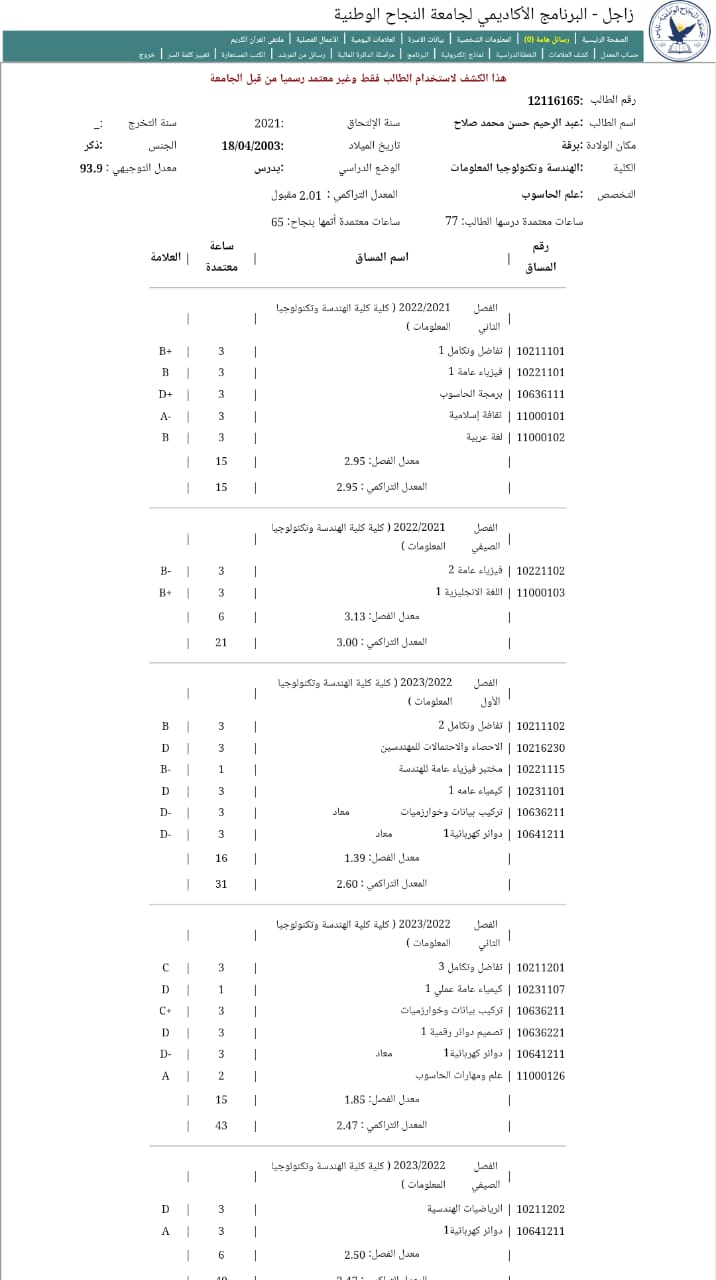 زاجل - البرنامج الأكاديمي لجامعة النجاح الوطنية
الصفحة الرئيسية | رسائل هامة (0) | المعلومات الشخصية | بيانات الاسرة | العلامات اليومية | الأعمال الفصلية | ملتقى القرآن الكريم
حساب المعدل | كشف العلامات | الخطة الدراسية | نماذج إلكترونية | البرنامج | مراسلة الدائرة المالية | رسائل من المرشد | الكتب المستعارة | تغيير كلمة السر | خروج
هذا الكشف لاستخدام الطالب فقط وغير معتمد رسميا من قبل الجامعة
رقم الطالب :12116165
اسم الطالب :عبد الرحيم حسن محمد صلاح سنة الإلتحاق :2021 سنة التخرج :_
مكان الولادة :برقة تاريخ الميلاد :18/04/2003 الجنس :ذكر
الكلية :الهندسة وتكنولوجيا المعلومات الوضع الدراسي :يدرس معدل التوجيهي : 93.9
التخصص :علم الحاسوب المعدل التراكمي : 2.01 مقبول
ساعات معتمدة درسها الطالب: 77 ساعات معتمدة أتمها بنجاح: 65
رقم المساق | اسم المساق | ساعة معتمدة | العلامة
الفصل الثاني 2022/2021 ( كلية كلية الهندسة وتكنولوجيا المعلومات ) | | |
10211101 | تفاضل وتكامل 1 | 3 | B+
10221101 | فيزياء عامة 1 | 3 | B
10636111 | برمجة الحاسوب | 3 | D+
11000101 | ثقافة إسلامية | 3 | A-
11000102 | لغة عربية | 3 | B
| معدل الفصل: 2.95 | 15 |
| المعدل التراكمي : 2.95 | 15 |
الفصل الصيفي 2022/2021 ( كلية كلية الهندسة وتكنولوجيا المعلومات ) | | |
10221102 | فيزياء عامة 2 | 3 | B-
11000103 | اللغة الانجليزية 1 | 3 | B+
| معدل الفصل: 3.13 | 6 |
| المعدل التراكمي : 3.00 | 21 |
الفصل الأول 2023/2022 ( كلية كلية الهندسة وتكنولوجيا المعلومات ) | | |
10211102 | تفاضل وتكامل 2 | 3 | B
10216230 | الاحصاء والاحتمالات للمهندسين | 3 | D
10221115 | مختبر فيزياء عامة للهندسة | 1 | B-
10231101 | كيمياء عامه 1 | 3 | D
10636211 | تركيب بيانات وخوارزميات معاد | 3 | D-
10641211 | دوائر كهربائية1 معاد | 3 | D-
| معدل الفصل: 1.39 | 16 |
| المعدل التراكمي : 2.60 | 31 |
الفصل الثاني 2023/2022 ( كلية كلية الهندسة وتكنولوجيا المعلومات ) | | |
10211201 | تفاضل وتكامل 3 | 3 | C
10231107 | كيمياء عامة عملي 1 | 1 | D
10636211 | تركيب بيانات وخوارزميات | 3 | C+
10636221 | تصميم دوائر رقمية 1 | 3 | D
10641211 | دوائر كهربائية1 معاد | 3 | D-
11000126 | علم ومهارات الحاسوب | 2 | A
| معدل الفصل: 1.85 | 15 |
| المعدل التراكمي : 2.47 | 43 |
الفصل الصيفي 2023/2022 ( كلية كلية الهندسة وتكنولوجيا المعلومات ) | | |
10211202 | الرياضيات الهندسية | 3 | D
10641211 | دوائر كهربائية1 | 3 | A
| معدل الفصل: 2.50 | 6 |